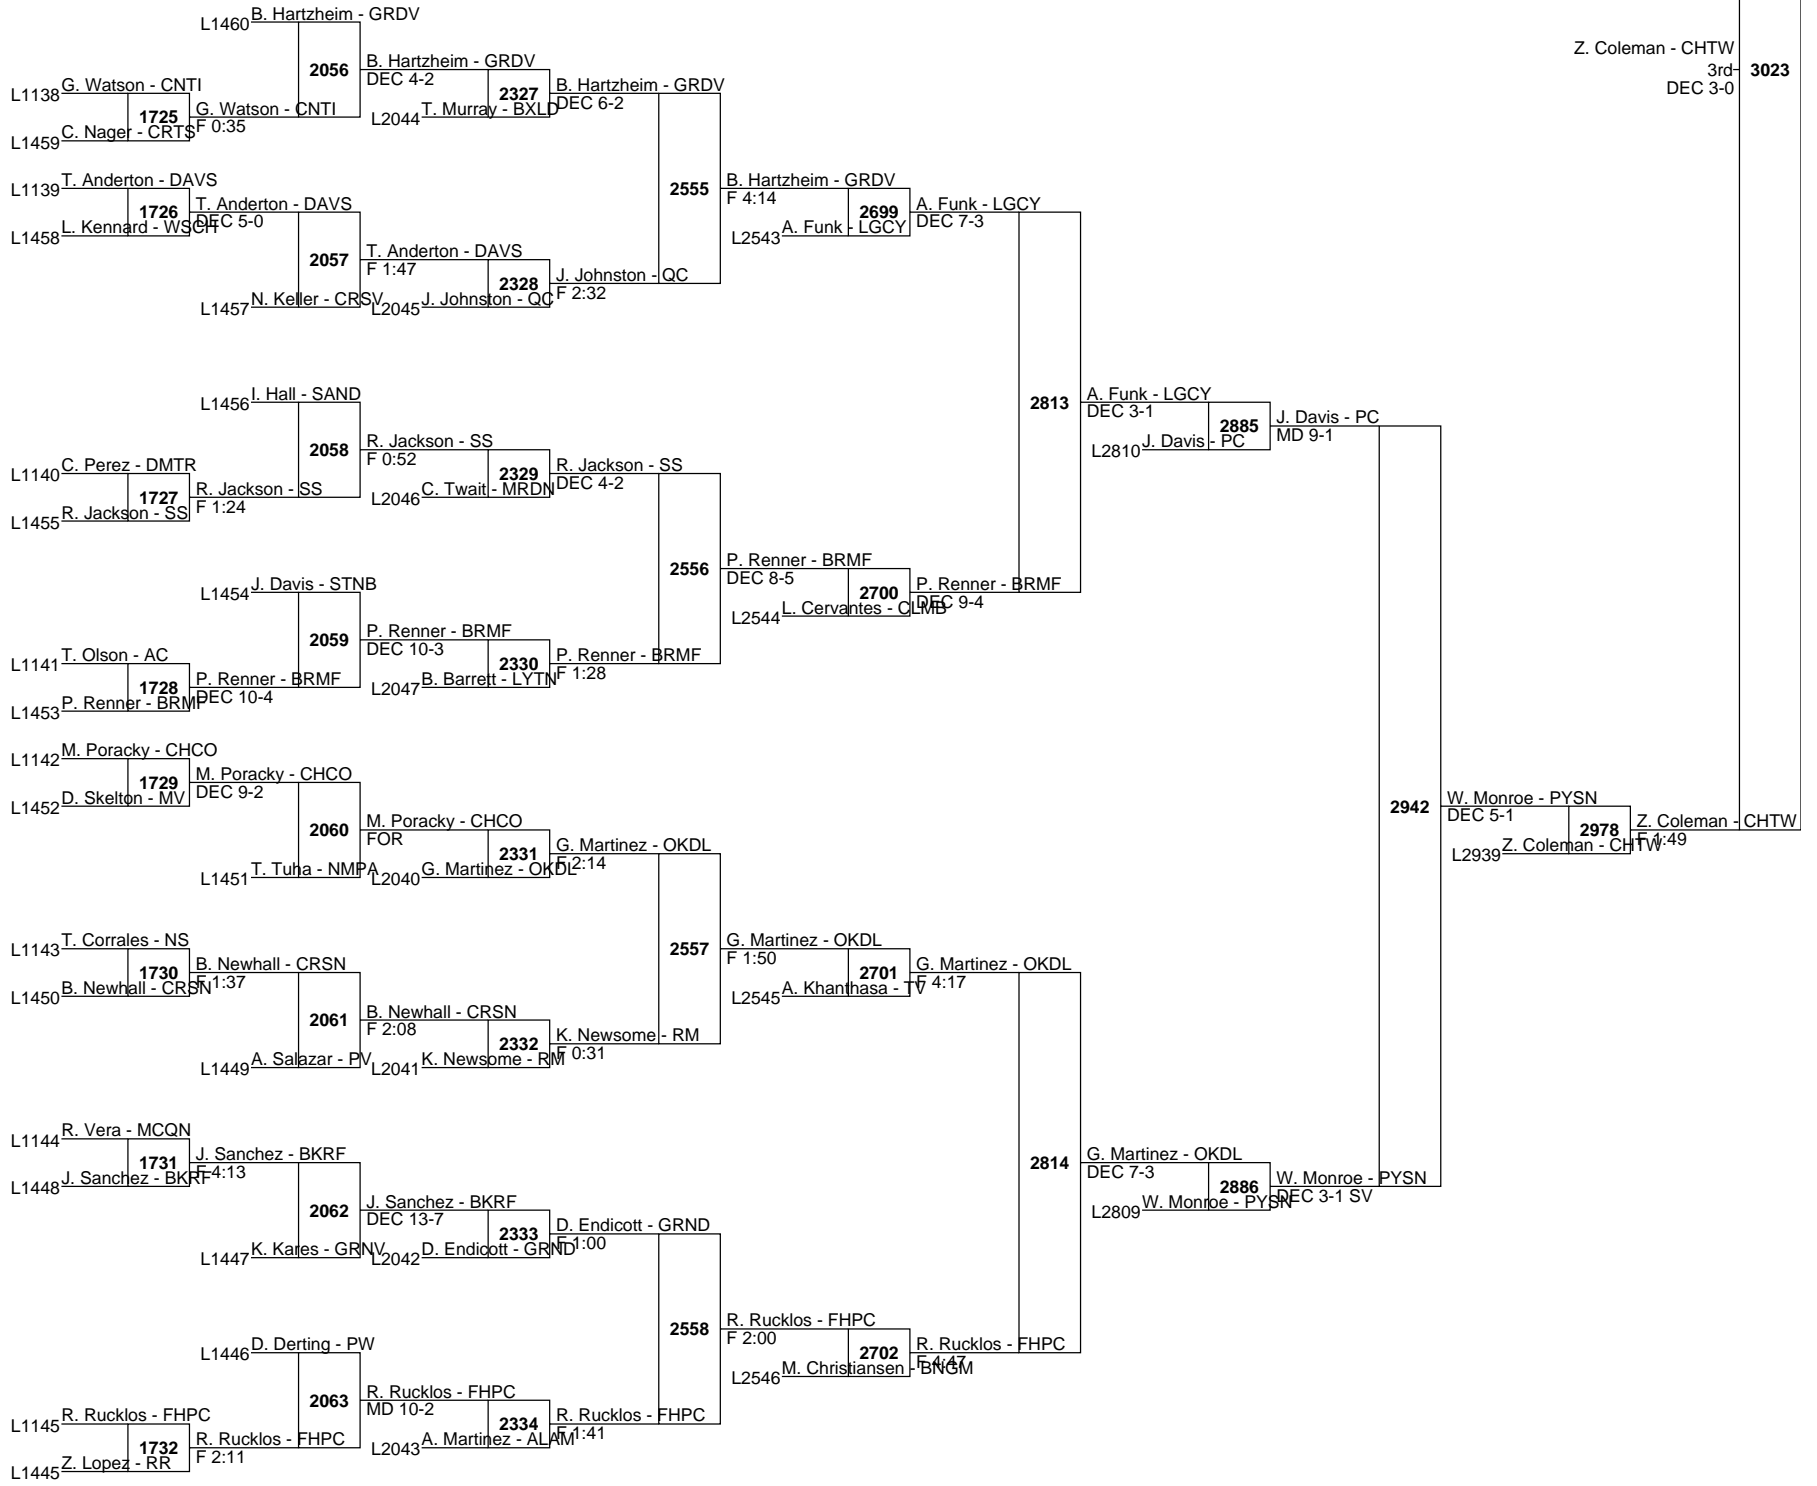 B. Hartzheim - GRDV
L1460
Z. Coleman - CHTW
3rd
DEC 3-0
3023
2056
B. Hartzheim - GRDV
DEC 4-2
G. Watson - CNTI
L1138
1725
G. Watson - CNTI
F 0:35
C. Nager - CRTS
L1459
2327
B. Hartzheim - GRDV
DEC 6-2
T. Murray - BXLD
L2044
T. Anderton - DAVS
L1139
1726
T. Anderton - DAVS
DEC 5-0
L. Kennard - WSCH
L1458
2555
B. Hartzheim - GRDV
F 4:14
2699
A. Funk - LGCY
DEC 7-3
A. Funk - LGCY
L2543
2057
T. Anderton - DAVS
F 1:47
2328
J. Johnston - QC
F 2:32
N. Keller - CRSV
L1457
J. Johnston - QC
L2045
I. Hall - SAND
L1456
2813
A. Funk - LGCY
DEC 3-1
2885
J. Davis - PC
MD 9-1
J. Davis - PC
L2810
2058
R. Jackson - SS
F 0:52
C. Perez - DMTR
L1140
1727
R. Jackson - SS
F 1:24
R. Jackson - SS
L1455
2329
R. Jackson - SS
DEC 4-2
C. Twait - MRDN
L2046
2556
P. Renner - BRMF
DEC 8-5
2700
P. Renner - BRMF
DEC 9-4
L. Cervantes - CLMB
L2544
J. Davis - STNB
L1454
2059
P. Renner - BRMF
DEC 10-3
T. Olson - AC
L1141
1728
P. Renner - BRMF
DEC 10-4
P. Renner - BRMF
L1453
2330
P. Renner - BRMF
F 1:28
B. Barrett - LYTN
L2047
M. Poracky - CHCO
L1142
1729
M. Poracky - CHCO
DEC 9-2
D. Skelton - MV
L1452
2942
W. Monroe - PYSN
DEC 5-1
2978
Z. Coleman - CHTW
F 1:49
Z. Coleman - CHTW
L2939
2060
M. Poracky - CHCO
FOR
2331
G. Martinez - OKDL
F 2:14
T. Tuha - NMPA
L1451
G. Martinez - OKDL
L2040
T. Corrales - NS
L1143
1730
B. Newhall - CRSN
F 1:37
B. Newhall - CRSN
L1450
2557
G. Martinez - OKDL
F 1:50
2701
G. Martinez - OKDL
F 4:17
A. Khanthasa - TV
L2545
2061
B. Newhall - CRSN
F 2:08
2332
K. Newsome - RM
F 0:31
A. Salazar - PV
L1449
K. Newsome - RM
L2041
R. Vera - MCQN
L1144
1731
J. Sanchez - BKRF
F 4:13
J. Sanchez - BKRF
L1448
2814
G. Martinez - OKDL
DEC 7-3
2886
W. Monroe - PYSN
DEC 3-1 SV
W. Monroe - PYSN
L2809
2062
J. Sanchez - BKRF
DEC 13-7
2333
D. Endicott - GRND
F 1:00
K. Kares - GRNV
L1447
D. Endicott - GRND
L2042
2558
R. Rucklos - FHPC
F 2:00
2702
R. Rucklos - FHPC
F 4:47
M. Christiansen - BNGM
L2546
D. Derting - PW
L1446
2063
R. Rucklos - FHPC
MD 10-2
R. Rucklos - FHPC
L1145
1732
R. Rucklos - FHPC
F 2:11
Z. Lopez - RR
L1445
2334
R. Rucklos - FHPC
F 1:41
A. Martinez - ALAM
L2043